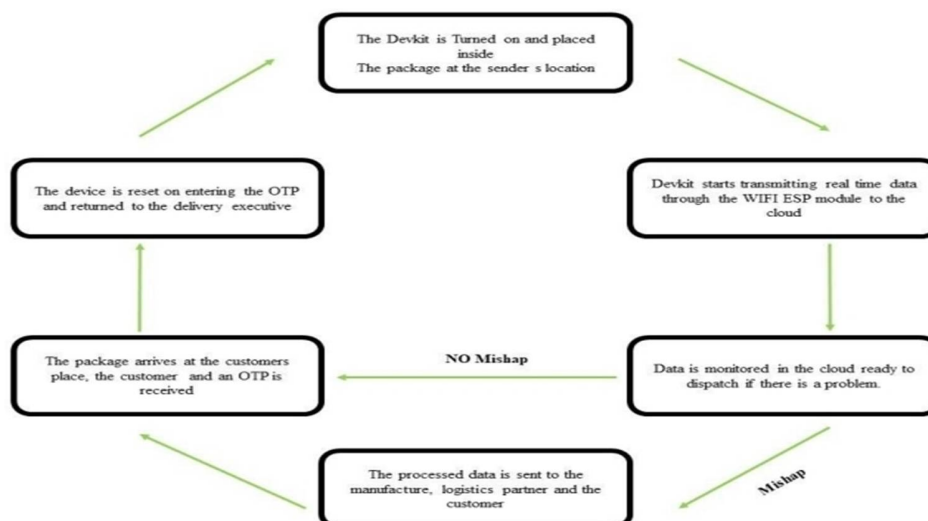 The Devkit is Turned on and placed
inside
The package at the sender s location
The device is reset on entering the OTP
and returned to the delivery executive
Devkit starts transmitting real time data
through the WIFI ESP module to the
cloud
The package arrives at the customers
place, the customer and an OTP is
received
NO Mishap
Data is monitored in the cloud ready to
dispatch if there is a problem.
The processed data is sent to the
manufacture, logistics partner and the
customer
Mishap